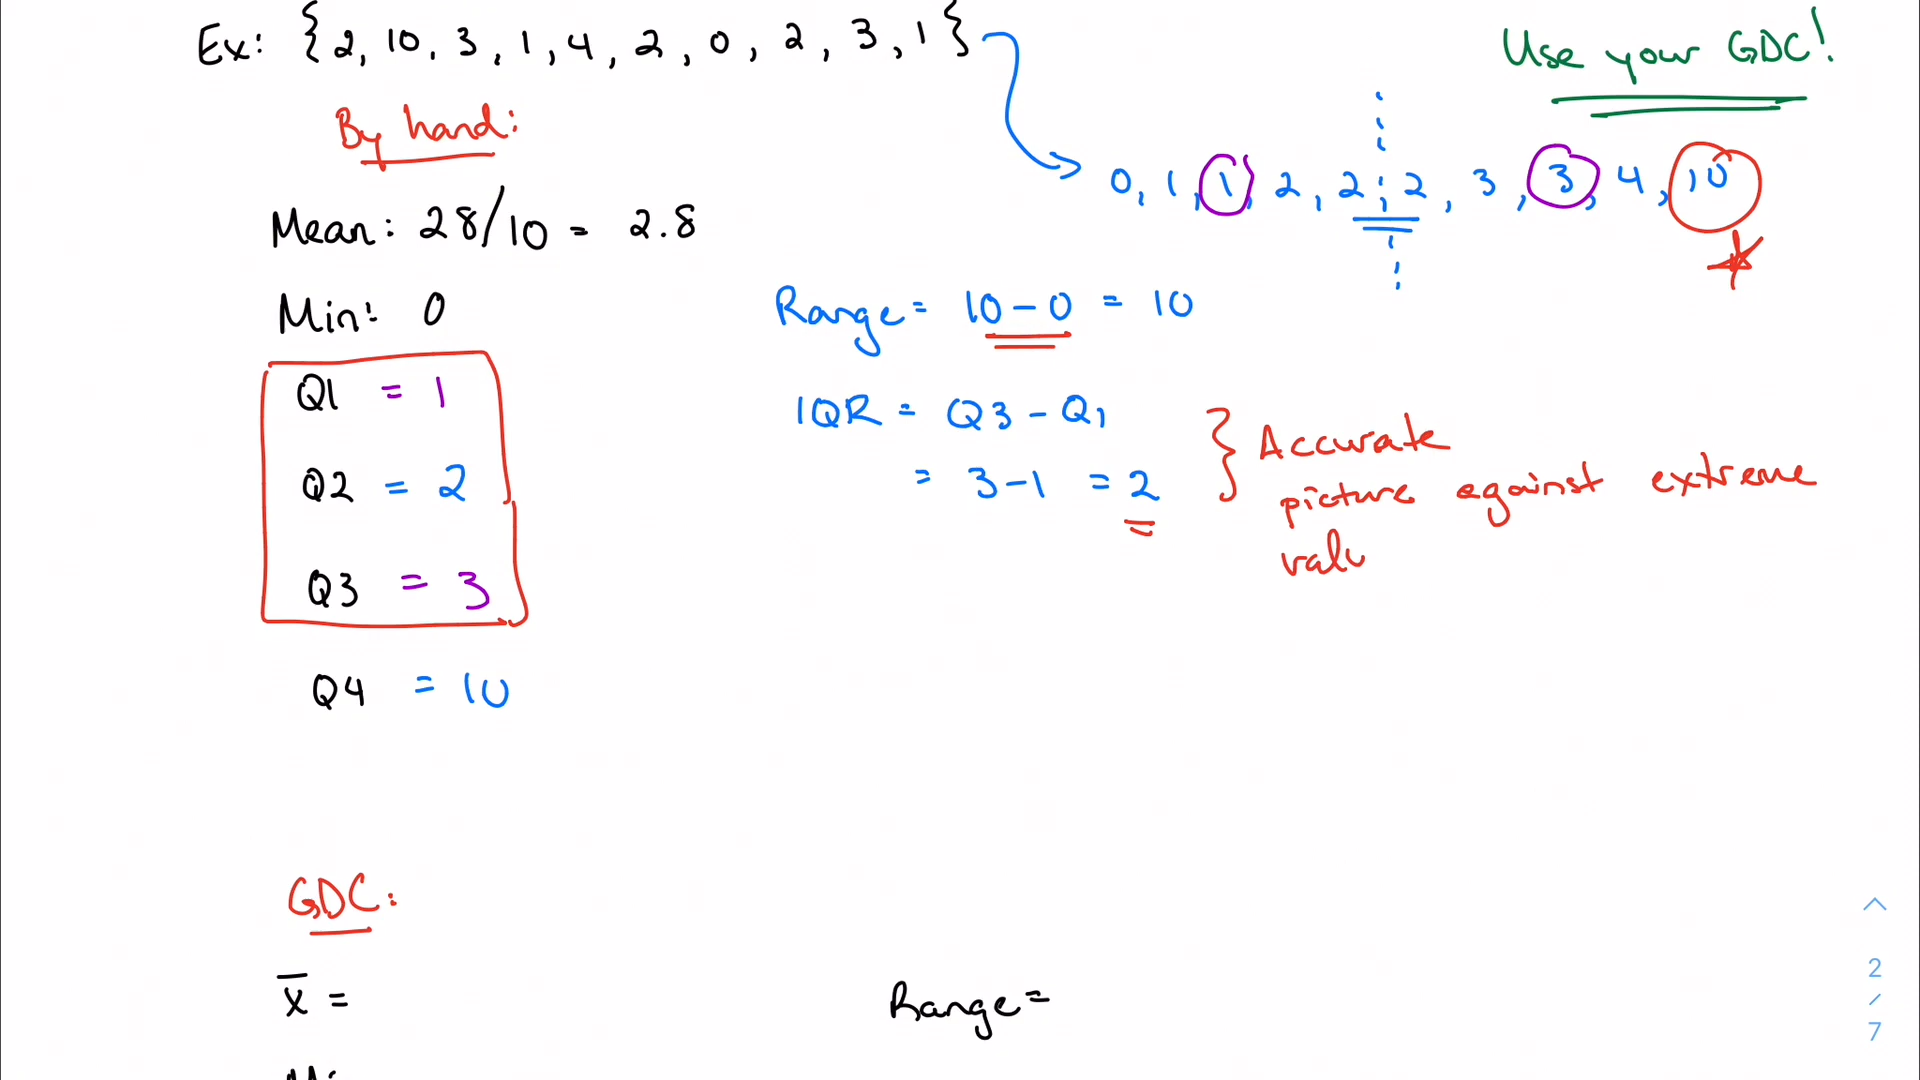 Ex: {2, 10, 3, 1, 4, 2, 0, 2, 3, 1}
Use your GDC!
By hand:
0, 1, 1, 2, 2, 2, 3, 3, 4, 10
Mean: 28/10 = 2.8
Min: 0
Range = 10 - 0 = 10
Q1 = 1
IQR = Q3 - Q1
= 3 - 1 = 2
} Accurate
picture against extreme
valu
Q2 = 2
Q3 = 3
Q4 = 10
GDC:
x̄ =
Range =
2
/
7